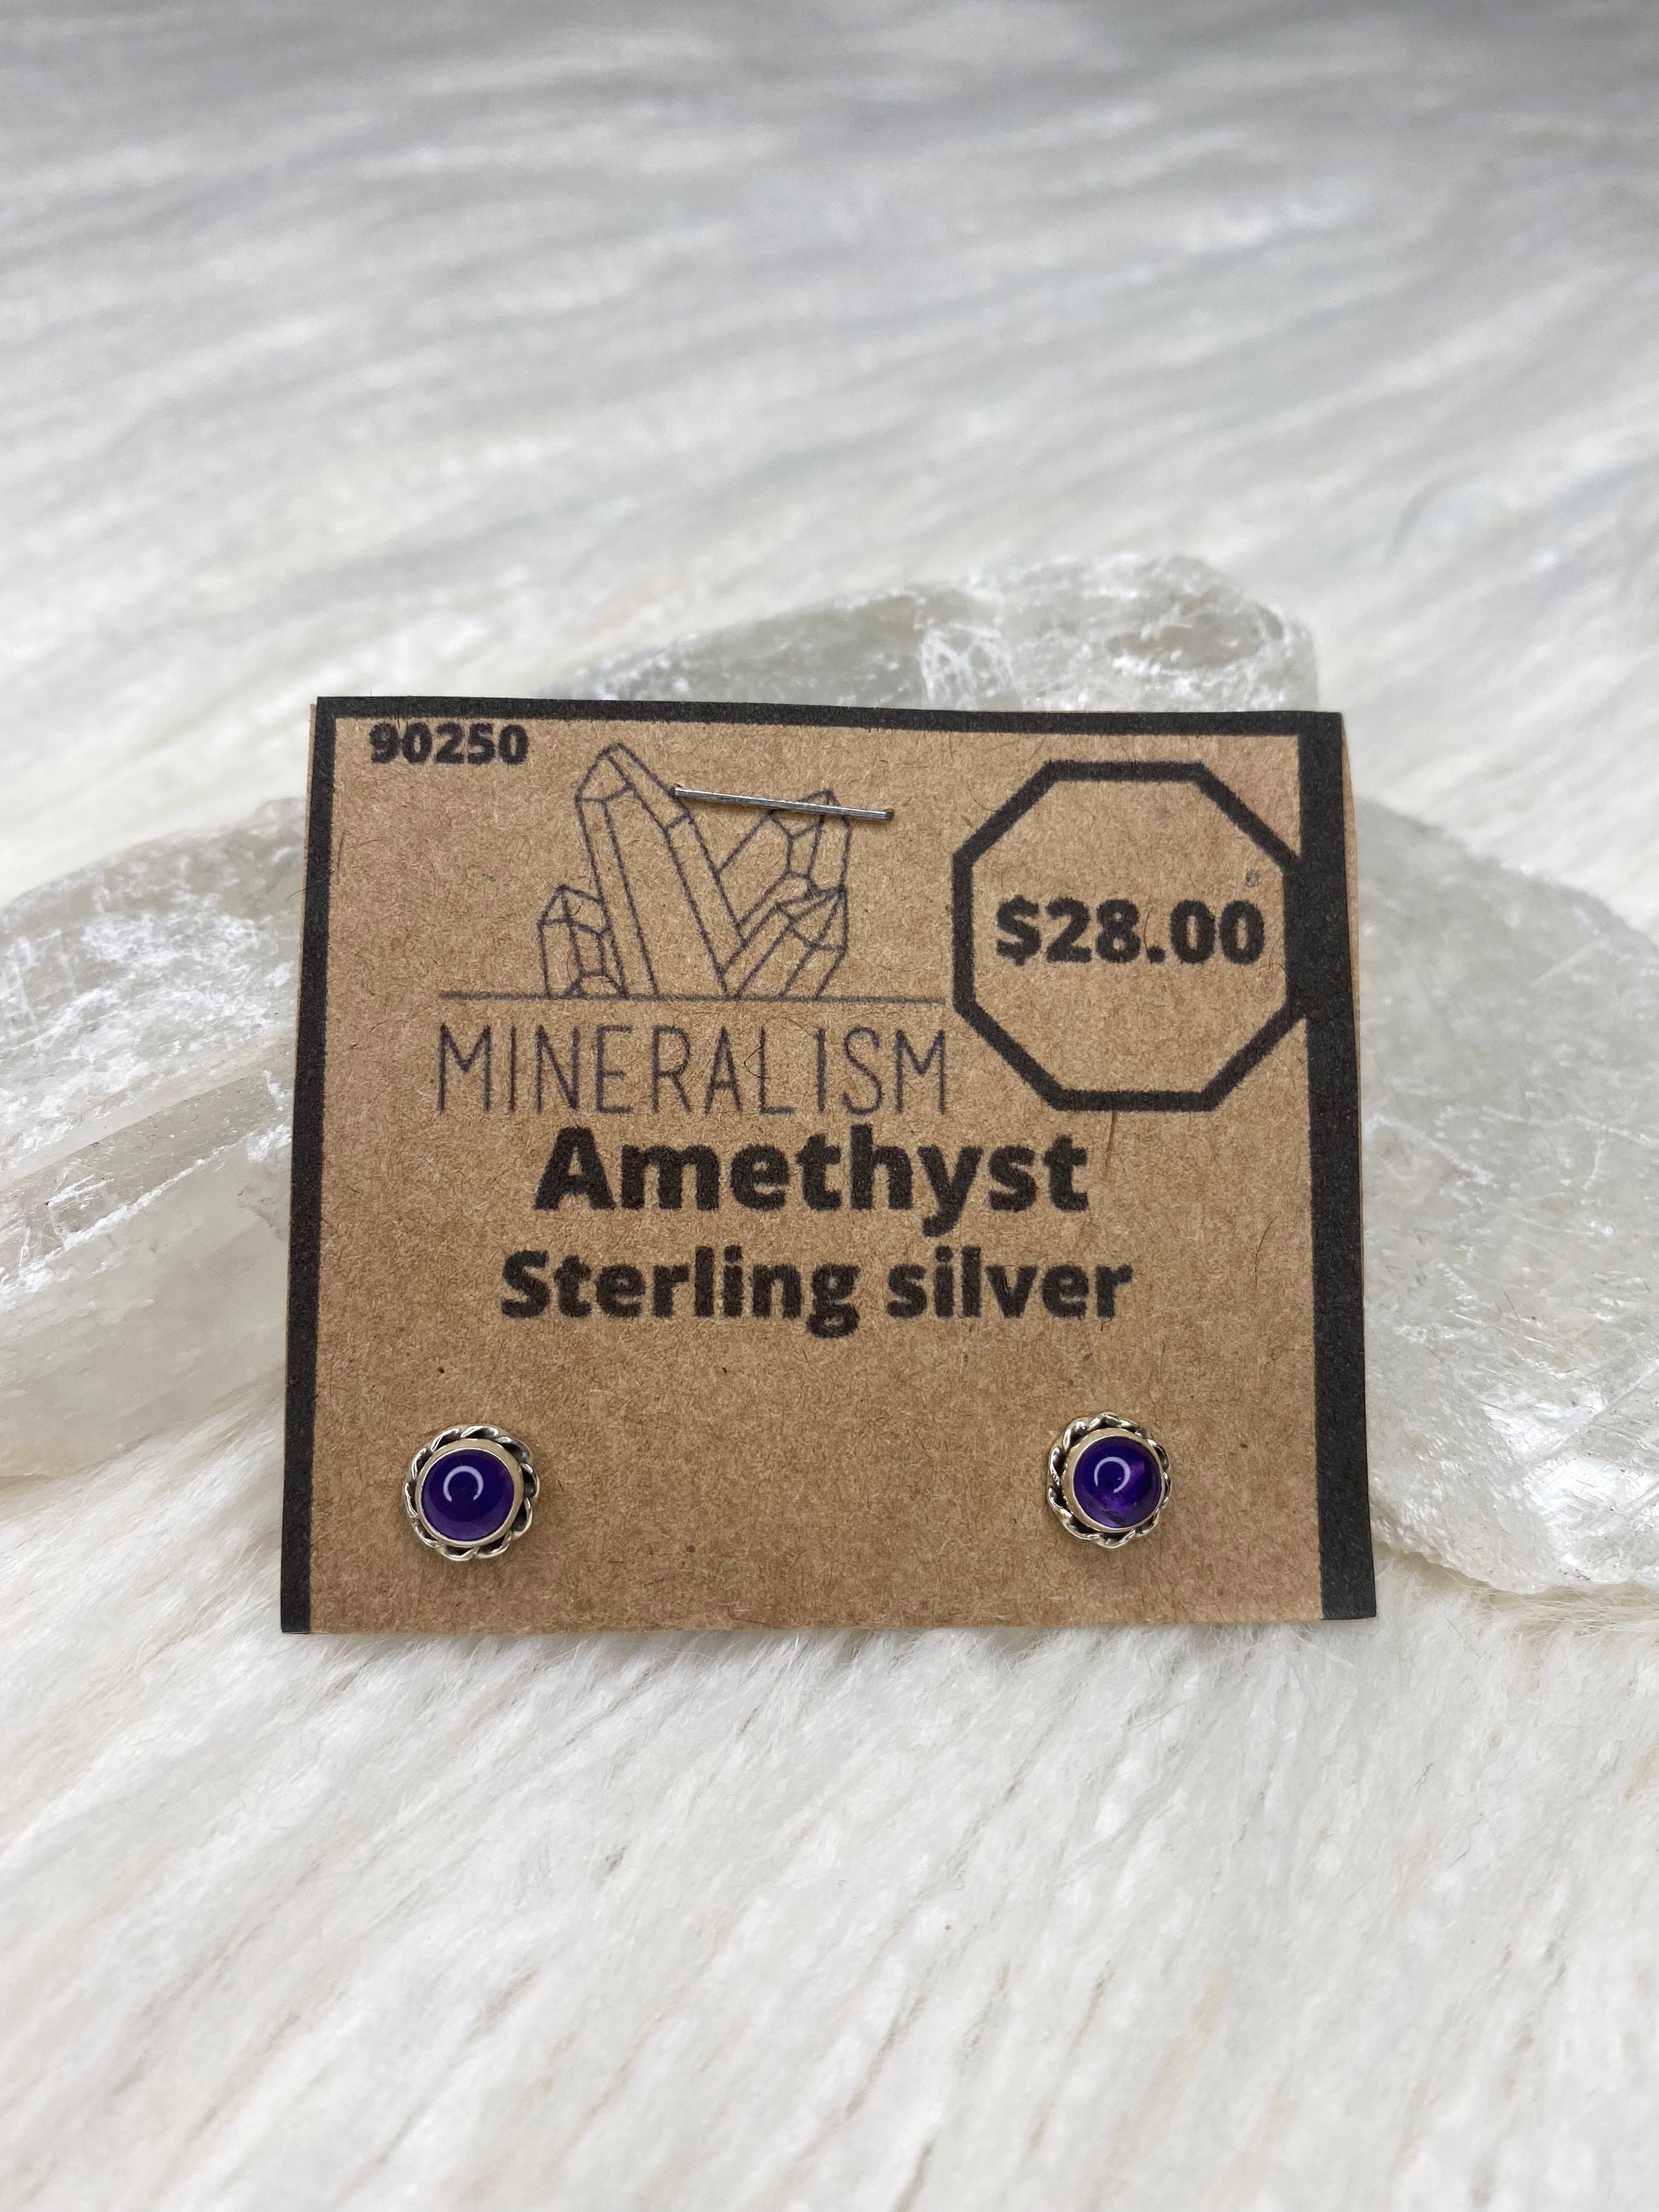 90250
$28.00
MINERALISM
Amethyst
Sterling silver